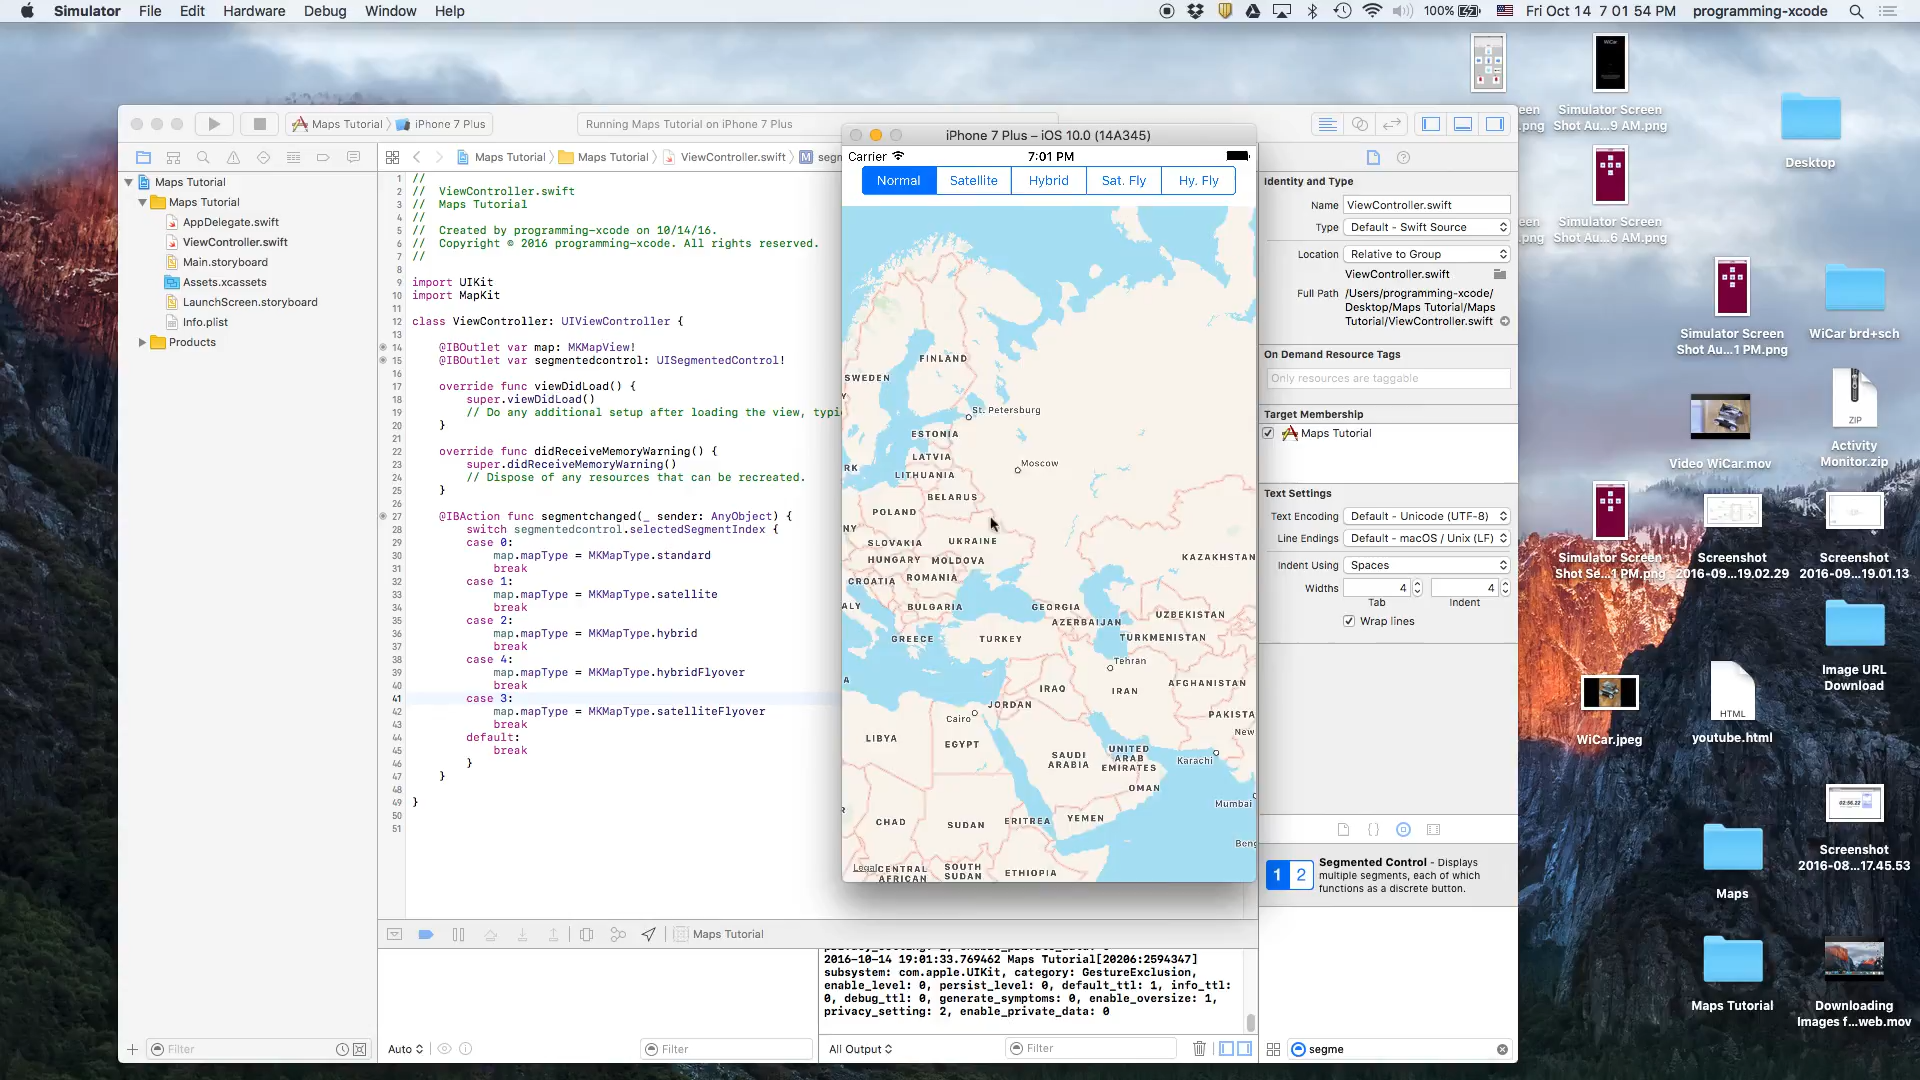 Simulator File Edit Hardware Debug Window Help
100% Fri Oct 14 7 01 54 PM programming-xcode
Maps Tutorial iPhone 7 Plus
Running Maps Tutorial on iPhone 7 Plus
Maps Tutorial
Maps Tutorial
AppDelegate.swift
ViewController.swift
Main.storyboard
Assets.xcassets
LaunchScreen.storyboard
Info.plist
Products
Filter
Maps Tutorial Maps Tutorial ViewController.swift M segm
1 //
2 // ViewController.swift
3 // Maps Tutorial
4 //
5 // Created by programming-xcode on 10/14/16.
6 // Copyright © 2016 programming-xcode. All rights reserved.
7 //
8
9 import UIKit
10 import MapKit
11
12 class ViewController: UIViewController {
13
14 @IBOutlet var map: MKMapView!
15 @IBOutlet var segmentedcontrol: UISegmentedControl!
16
17 override func viewDidLoad() {
18 super.viewDidLoad()
19 // Do any additional setup after loading the view, typi
20 }
21
22 override func didReceiveMemoryWarning() {
23 super.didReceiveMemoryWarning()
24 // Dispose of any resources that can be recreated.
25 }
26
27 @IBAction func segmentchanged(_ sender: AnyObject) {
28 switch segmentedcontrol.selectedSegmentIndex {
29 case 0:
30 map.mapType = MKMapType.standard
31 break
32 case 1:
33 map.mapType = MKMapType.satellite
34 break
35 case 2:
36 map.mapType = MKMapType.hybrid
37 break
38 case 4:
39 map.mapType = MKMapType.hybridFlyover
40 break
41 case 3:
42 map.mapType = MKMapType.satelliteFlyover
43 break
44 default:
45 break
46 }
47 }
48
49 }
50
51
iPhone 7 Plus – iOS 10.0 (14A345)
Carrier 7:01 PM
Normal Satellite Hybrid Sat. Fly Hy. Fly
FINLAND
SWEDEN
St. Petersburg
ESTONIA
LATVIA
Moscow
RK
LITHUANIA
BELARUS
POLAND
NY
UKRAINE
SLOVAKIA
HUNGARY MOLDOVA
KAZAKHSTAN
CROATIA ROMANIA
ALY
BULGARIA
GEORGIA
UZBEKISTAN
AZERBAIJAN
GREECE
TURKEY
TURKMENISTAN
Tehran
AFGHANISTAN
IRAQ
IRAN
JORDAN
Cairo
PAKISTA
LIBYA
EGYPT
New
SAUDI
ARABIA
UNITED
ARAB
EMIRATES
Karachi
OMAN
Mumbai
CHAD
SUDAN
ERITREA
YEMEN
Beng
Legal
CENTRAL
AFRICAN
SOUTH
SUDAN
ETHIOPIA
Maps Tutorial
2016-10-14 19:01:33.769462 Maps Tutorial[20206:2594347]
subsystem: com.apple.UIKit, category: GestureExclusion,
enable_level: 0, persist_level: 0, default_ttl: 1, info_ttl:
0, debug_ttl: 0, generate_symptoms: 0, enable_oversize: 1,
privacy_setting: 2, enable_private_data: 0
Auto
Filter
All Output
Filter
Identity and Type
Name ViewController.swift
Type Default - Swift Source
Location Relative to Group
ViewController.swift
Full Path /Users/programming-xcode/
Desktop/Maps Tutorial/Maps
Tutorial/ViewController.swift
On Demand Resource Tags
Only resources are taggable
Target Membership
Maps Tutorial
Text Settings
Text Encoding Default - Unicode (UTF-8)
Line Endings Default - macOS / Unix (LF)
Indent Using Spaces
Widths 4 4
Tab Indent
Wrap lines
1 2
Segmented Control - Displays
multiple segments, each of which
functions as a discrete button.
segme
een
.png
Simulator Screen
Shot Au...9 AM.png
Desktop
een
.png
Simulator Screen
Shot Au...6 AM.png
Simulator Screen
Shot Au...1 PM.png
WiCar brd+sch
Video WiCar.mov
ZIP
Activity
Monitor.zip
Simulator Screen
Shot Se...1 PM.png
Screenshot
2016-09...19.02.29
Screenshot
2016-09...19.01.13
Image URL
Download
WiCar.jpeg
HTML
youtube.html
Maps
Screenshot
2016-08...17.45.53
Maps Tutorial
Downloading
Images f...web.mov